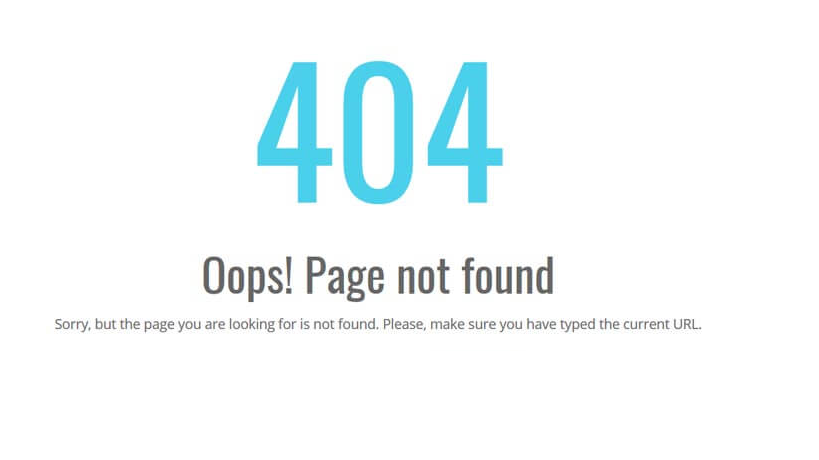 404
Oops! Page not found
Sorry, but the page you are looking for is not found. Please, make sure you have typed the current URL.